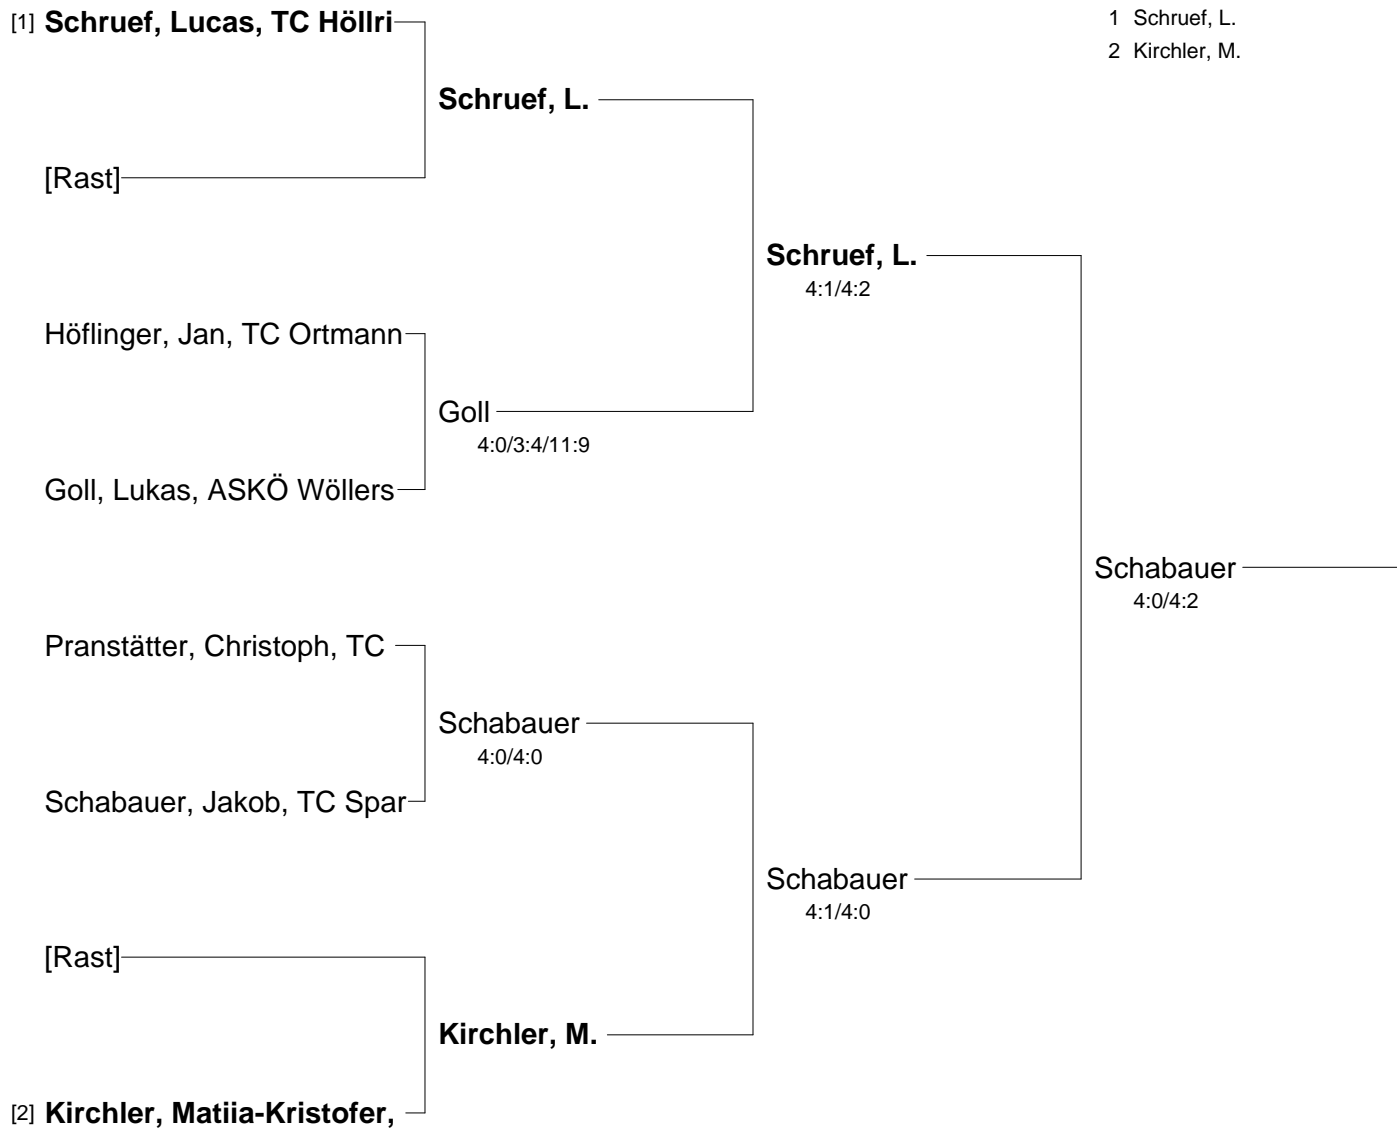 [1] Schruef, Lucas, TC Höllri
1 Schruef, L.
2 Kirchler, M.
Schruef, L.
[Rast]
Schruef, L.
4:1/4:2
Höflinger, Jan, TC Ortmann
Goll
4:0/3:4/11:9
Goll, Lukas, ASKÖ Wöllers
Schabauer
4:0/4:2
Pranstätter, Christoph, TC
Schabauer
4:0/4:0
Schabauer, Jakob, TC Spar
Schabauer
4:1/4:0
[Rast]
Kirchler, M.
[2] Kirchler, Matiia-Kristofer,